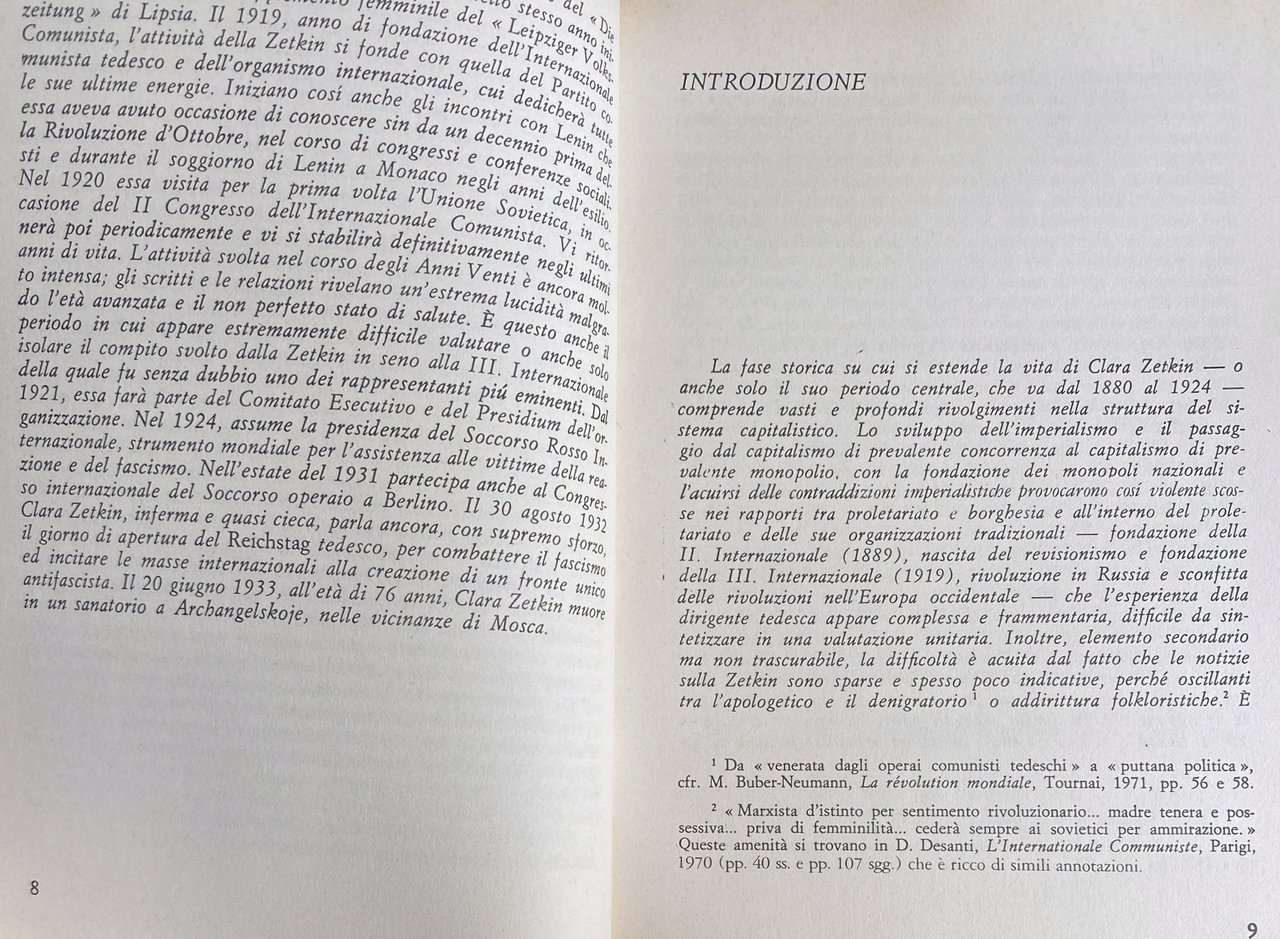 stesso anno ini-
femminile del « Die
zeitung » di Lipsia. Il 1919, anno di fondazione dell'Internazionale
Comunista, l'attività della Zetkin si fonde con quella del Partito co-
munista tedesco e dell'organismo internazionale, cui dedicherà tutte
le sue ultime energie. Iniziano cosí anche gli incontri con Lenin che
essa aveva avuto occasione di conoscere sin da un decennio prima del-
la Rivoluzione d'Ottobre, nel corso di congressi e conferenze sociali-
sti e durante il soggiorno di Lenin a Monaco negli anni dell'esilio.
Nel 1920 essa visita per la prima volta l'Unione Sovietica, in oc-
casione del II Congresso dell'Internazionale Comunista. Vi ritor-
nerà poi periodicamente e vi si stabilirà definitivamente negli ultimi
anni di vita. L'attività svolta nel corso degli Anni Venti è ancora mol-
to intensa; gli scritti e le relazioni rivelano un'estrema lucidità malgra-
do l'età avanzata e il non perfetto stato di salute. È questo anche il
periodo in cui appare estremamente difficile valutare o anche solo
isolare il compito svolto dalla Zetkin in seno alla III. Internazionale
della quale fu senza dubbio uno dei rappresentanti piú eminenti. Dal
1921, essa farà parte del Comitato Esecutivo e del Presidium dell'or-
ganizzazione. Nel 1924, assume la presidenza del Soccorso Rosso In-
ternazionale, strumento mondiale per l'assistenza alle vittime della rea-
zione e del fascismo. Nell'estate del 1931 partecipa anche al Congres-
so internazionale del Soccorso operaio a Berlino. Il 30 agosto 1932
Clara Zetkin, inferma e quasi cieca, parla ancora, con supremo sforzo,
il giorno di apertura del Reichstag tedesco, per combattere il fascismo
ed incitare le masse internazionali alla creazione di un fronte unico
antifascista. Il 20 giugno 1933, all'età di 76 anni, Clara Zetkin muore
in un sanatorio a Archangelskoje, nelle vicinanze di Mosca.
8
INTRODUZIONE
La fase storica su cui si estende la vita di Clara Zetkin — o
anche solo il suo periodo centrale, che va dal 1880 al 1924 —
comprende vasti e profondi rivolgimenti nella struttura del si-
stema capitalistico. Lo sviluppo dell'imperialismo e il passag-
gio dal capitalismo di prevalente concorrenza al capitalismo di pre-
valente monopolio, con la fondazione dei monopoli nazionali e
l'acuirsi delle contraddizioni imperialistiche provocarono cosí violente scos-
se nei rapporti tra proletariato e borghesia e all'interno del prole-
tariato e delle sue organizzazioni tradizionali — fondazione della
II. Internazionale (1889), nascita del revisionismo e fondazione
della III. Internazionale (1919), rivoluzione in Russia e sconfitta
delle rivoluzioni nell'Europa occidentale — che l'esperienza della
dirigente tedesca appare complessa e frammentaria, difficile da sin-
tetizzare in una valutazione unitaria. Inoltre, elemento secondario
ma non trascurabile, la difficoltà è acuita dal fatto che le notizie
sulla Zetkin sono sparse e spesso poco indicative, perché oscillanti
tra l'apologetico e il denigratorio ¹ o addirittura folkloristiche.² È
¹ Da « venerata dagli operai comunisti tedeschi » a « puttana politica »,
cfr. M. Buber-Neumann, La révolution mondiale, Tournai, 1971, pp. 56 e 58.
² « Marxista d'istinto per sentimento rivoluzionario... madre tenera e pos-
sessiva... priva di femminilità... cederà sempre ai sovietici per ammirazione. »
Queste amenità si trovano in D. Desanti, L'Internationale Communiste, Parigi,
1970 (pp. 40 ss. e pp. 107 sgg.) che è ricco di simili annotazioni.
9